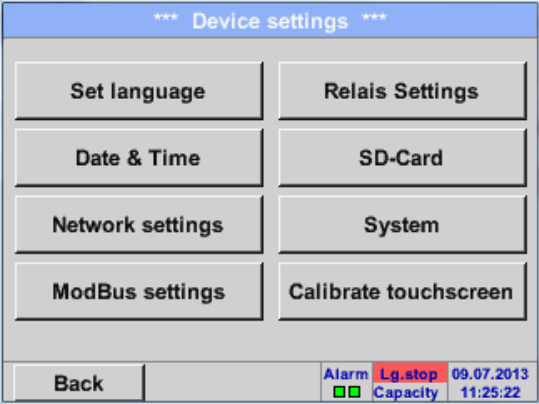 *** Device settings ***
Set language
Relais Settings
Date & Time
SD-Card
Network settings
System
ModBus settings
Calibrate touchscreen
Back
Alarm Lg.stop 09.07.2013
Capacity 11:25:22